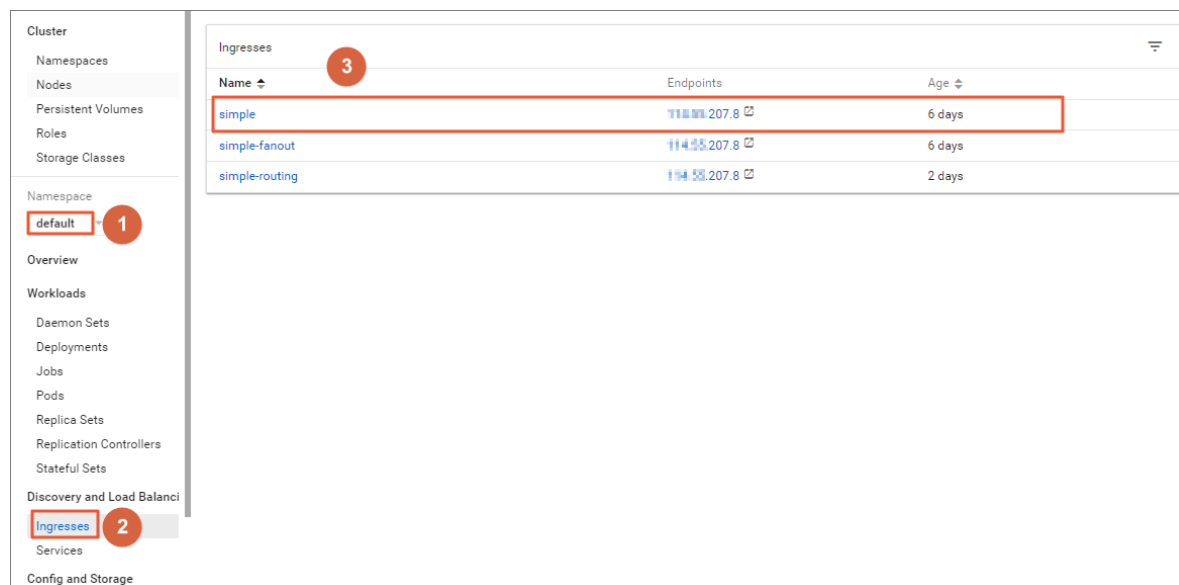 Cluster
Namespaces
Nodes
Persistent Volumes
Roles
Storage Classes
Namespace
default
1
Overview
Workloads
Daemon Sets
Deployments
Jobs
Pods
Replica Sets
Replication Controllers
Stateful Sets
Discovery and Load Balanci
Ingresses
2
Services
Config and Storage
Ingresses
3
Name Endpoints Age
simple .207.8 6 days
simple-fanout .207.8 6 days
simple-routing .207.8 2 days